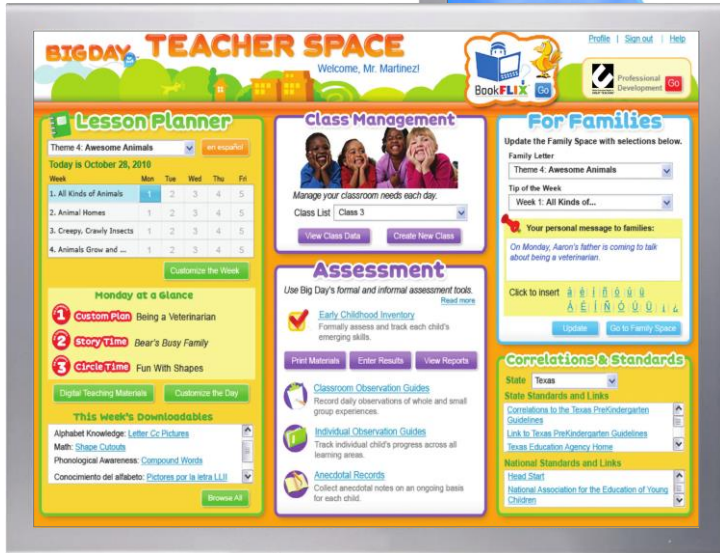 BIG DAY TEACHER SPACE
Welcome, Mr. Martinez!
Profile | Sign out | Help
BookFLIX Go
Professional
Development Go
Lesson Planner
Theme 4: Awesome Animals en español
Today is October 28, 2010
Week Mon Tue Wed Thu Fri
1. All Kinds of Animals 1 2 3 4 5
2. Animal Homes 1 2 3 4 5
3. Creepy, Crawly Insects 1 2 3 4 5
4. Animals Grow and ... 1 2 3 4 5
Customize the Week
Monday at a Glance
1 Custom Plan Being a Veterinarian
2 Story Time Bear's Busy Family
3 Circle Time Fun With Shapes
Digital Teaching Materials Customize the Day
This Week's Downloadables
Alphabet Knowledge: Letter Cc Pictures
Math: Shape Cutouts
Phonological Awareness: Compound Words
Conocimiento del alfabeto: Pictores por la letra LLll
Browse All
Class Management
Manage your classroom needs each day.
Class List Class 3
View Class Data Create New Class
Assessment
Use Big Day's formal and informal assessment tools.
Read more
Early Childhood Inventory
Formally assess and track each child's
emerging skills.
Print Materials Enter Results View Reports
Classroom Observation Guides
Record daily observations of whole and small
group experiences.
Individual Observation Guides
Track individual child's progress across all
learning areas.
Anecdotal Records
Collect anecdotal notes on an ongoing basis
for each child.
For Families
Update the Family Space with selections below.
Family Letter
Theme 4: Awesome Animals
Tip of the Week
Week 1: All Kinds of...
Your personal message to families:
On Monday, Aaron's father is coming to talk
about being a veterinarian.
Click to insert á é í ñ ó ú ü
Á É Í Ñ Ó Ú Ü ¡ ¿
Update Go to Family Space
Correlations & Standards
State Texas
State Standards and Links
Correlations to the Texas PreKindergarten
Guidelines
Link to Texas PreKindergarten Guidelines
Texas Education Agency Home
National Standards and Links
Head Start
National Association for the Education of Young
Children